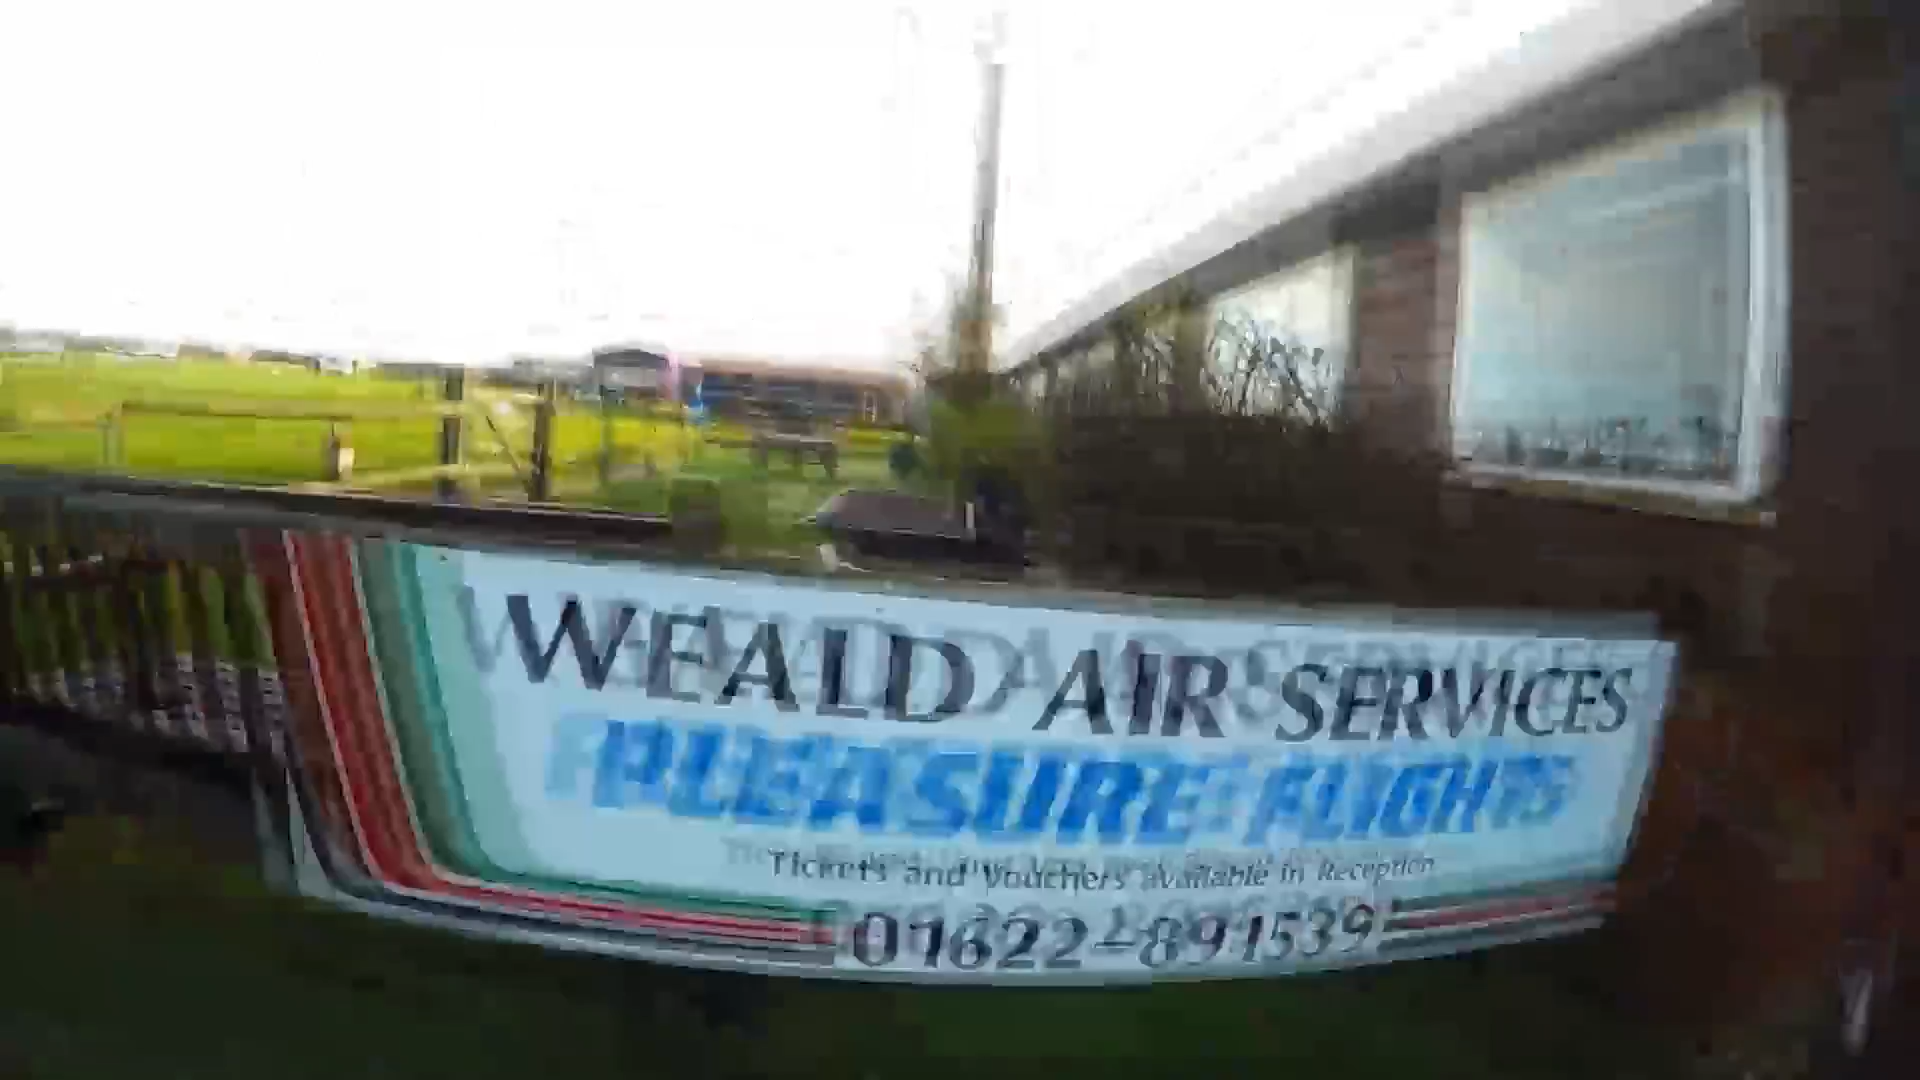 WEALD AIR SERVICES
PLEASURE FLIGHTS
Tickets and Vouchers available in Reception
01622-891539